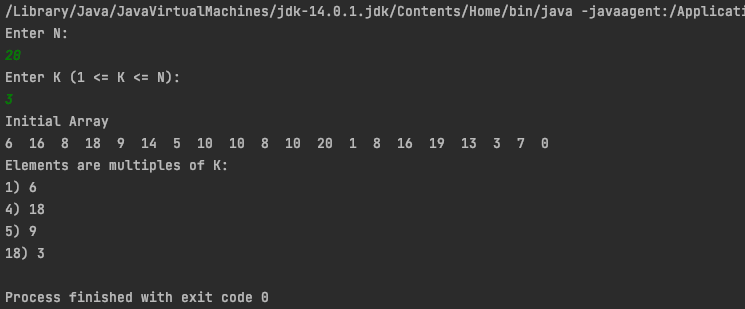 /Library/Java/JavaVirtualMachines/jdk-14.0.1.jdk/Contents/Home/bin/java -javaagent:/Applicati
Enter N:
20
Enter K (1 <= K <= N):
3
Initial Array
6  16  8  18  9  14  5  10  10  8  10  20  1  8  16  19  13  3  7  0
Elements are multiples of K:
1) 6
4) 18
5) 9
18) 3
Process finished with exit code 0